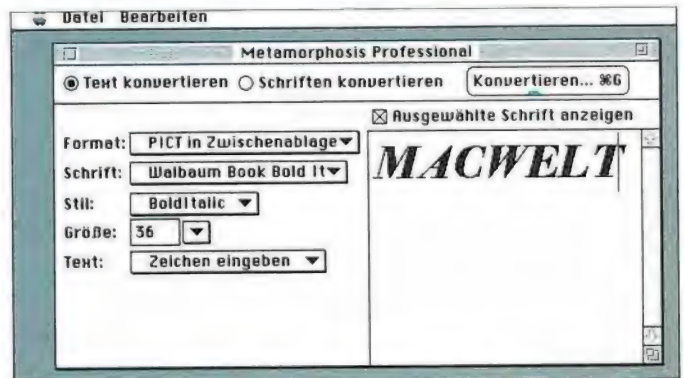 Datei Bearbeiten
Metamorphosis Professional
Text konvertieren Schriften konvertieren Konvertieren... ⌘G
Ausgewählte Schrift anzeigen
Format: PICT in Zwischenablage
Schrift: Walbaum Book Bold It
Stil: BoldItalic
Größe: 36
Text: Zeichen eingeben
MACWELT